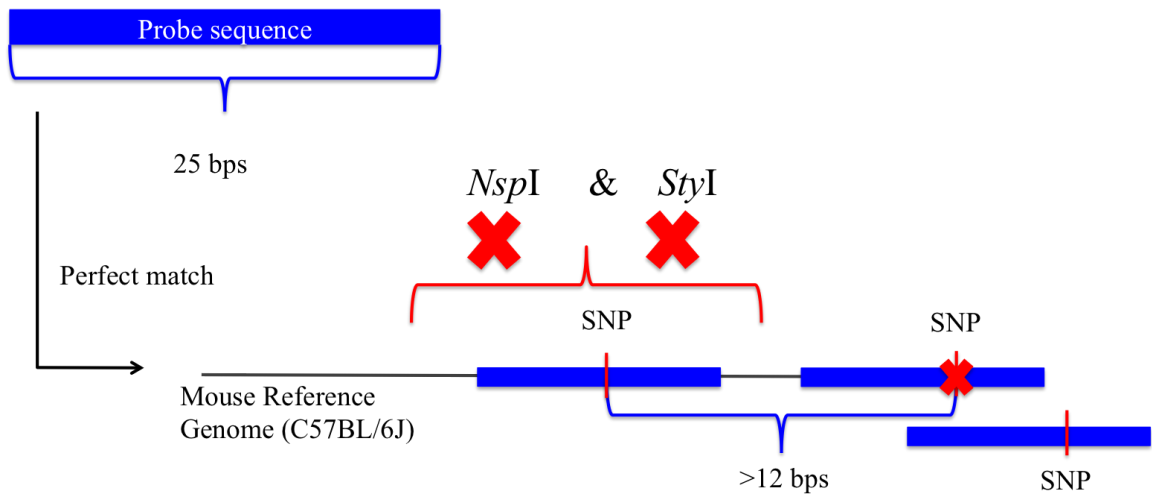 Probe sequence
25 bps
NspI & StyI
Perfect match
SNP
SNP
Mouse Reference
Genome (C57BL/6J)
>12 bps
SNP